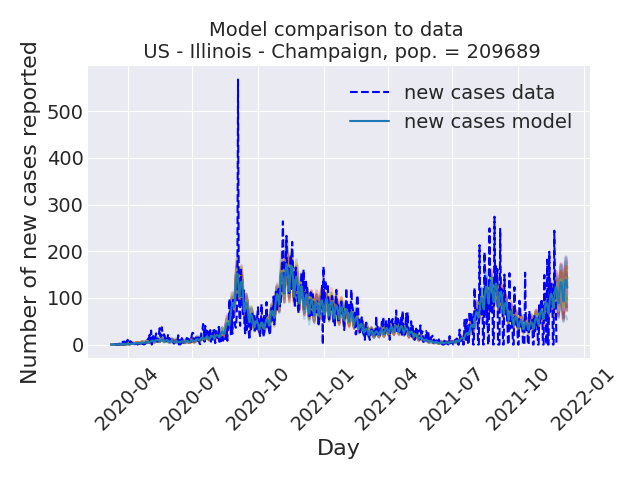 Model comparison to data
US - Illinois - Champaign, pop. = 209689
Number of new cases reported
new cases data
new cases model
500
400
300
200
100
0
2020-04
2020-07
2020-10
2021-01
2021-04
2021-07
2021-10
2022-01
Day